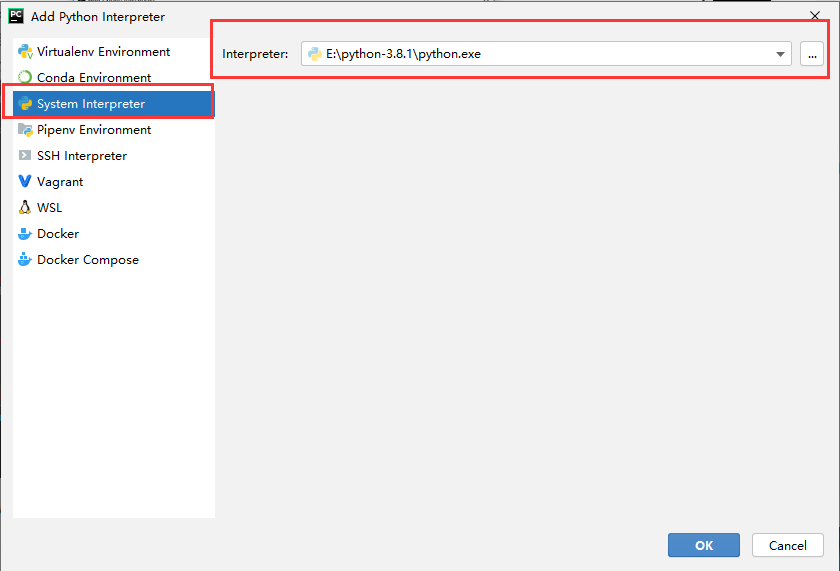 Add Python Interpreter
Virtualenv Environment
Conda Environment
System Interpreter
Pipenv Environment
SSH Interpreter
Vagrant
WSL
Docker
Docker Compose
Interpreter: E:\python-3.8.1\python.exe ...
OK Cancel